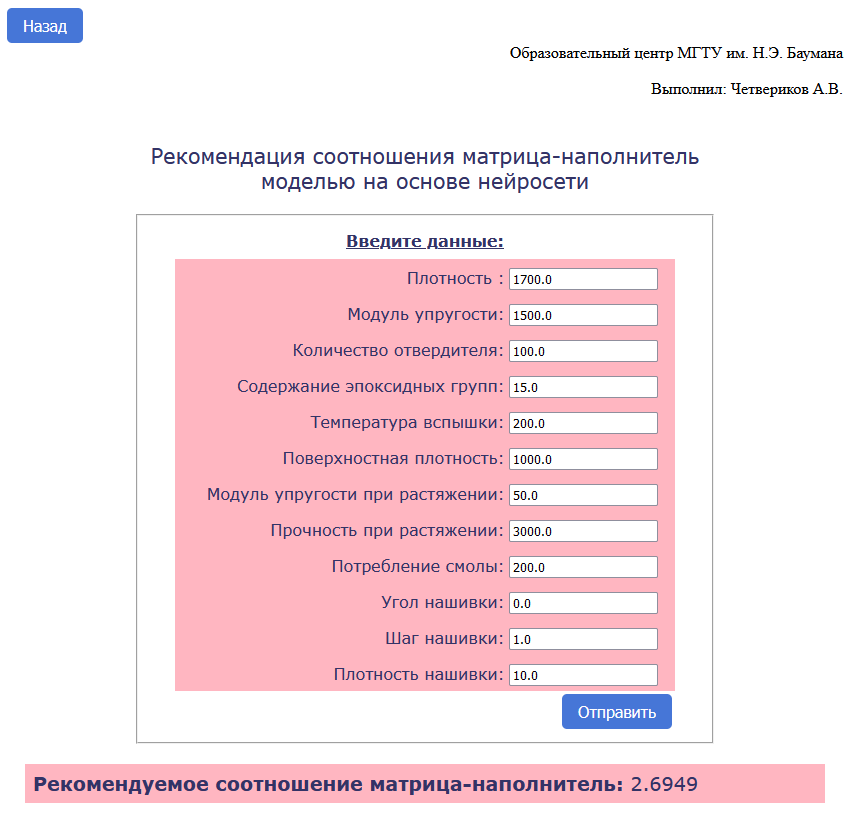 Назад
Образовательный центр МГТУ им. Н.Э. Баумана
Выполнил: Четвериков А.В.
Рекомендация соотношения матрица-наполнитель
моделью на основе нейросети
Введите данные:
Плотность : 1700.0
Модуль упругости: 1500.0
Количество отвердителя: 100.0
Содержание эпоксидных групп: 15.0
Температура вспышки: 200.0
Поверхностная плотность: 1000.0
Модуль упругости при растяжении: 50.0
Прочность при растяжении: 3000.0
Потребление смолы: 200.0
Угол нашивки: 0.0
Шаг нашивки: 1.0
Плотность нашивки: 10.0
Отправить
Рекомендуемое соотношение матрица-наполнитель: 2.6949